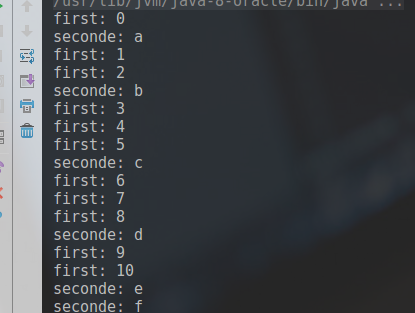 /usr/lib/jvm/java-8-oracle/bin/java ...
first: 0
seconde: a
first: 1
first: 2
seconde: b
first: 3
first: 4
first: 5
seconde: c
first: 6
first: 7
first: 8
seconde: d
first: 9
first: 10
seconde: e
seconde: f